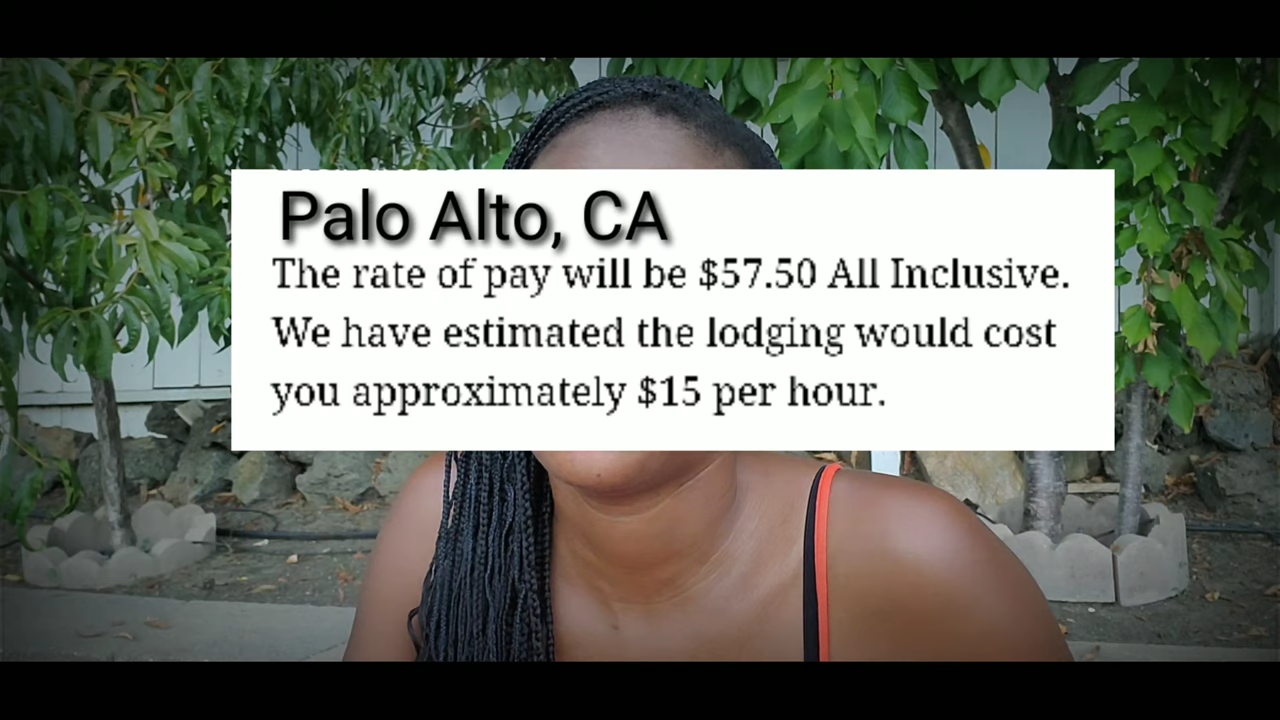 Palo Alto, CA
The rate of pay will be $57.50 All Inclusive.
We have estimated the lodging would cost
you approximately $15 per hour.